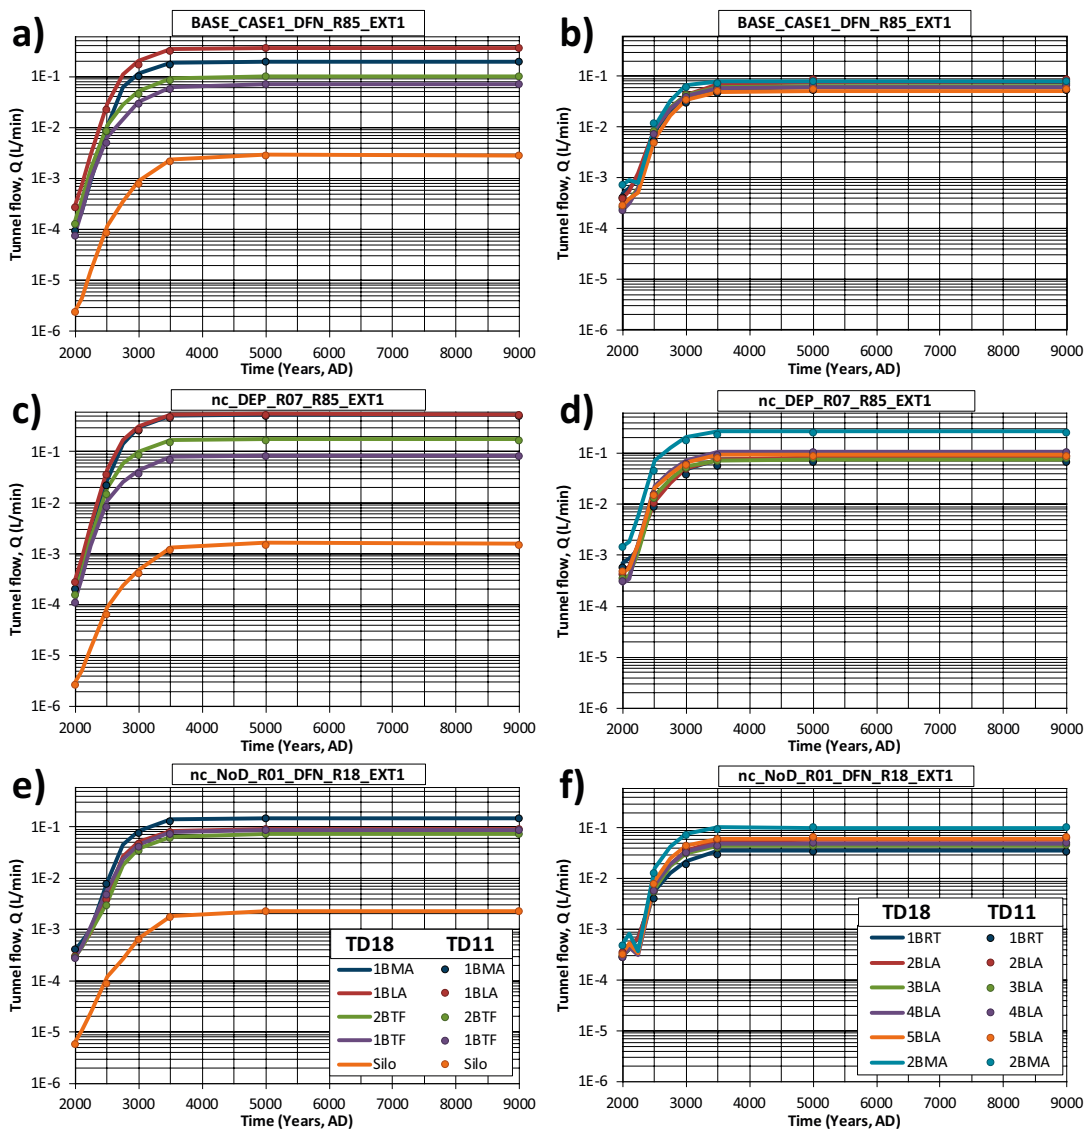 a)
BASE_CASE1_DFN_R85_EXT1
Tunnel flow, Q (L/min)
1E-1
1E-2
1E-3
1E-4
1E-5
1E-6
2000 3000 4000 5000 6000 7000 8000 9000
Time (Years, AD)
b)
BASE_CASE1_DFN_R85_EXT1
Tunnel flow, Q (L/min)
1E-1
1E-2
1E-3
1E-4
1E-5
1E-6
2000 3000 4000 5000 6000 7000 8000 9000
Time (Years, AD)
c)
nc_DEP_R07_R85_EXT1
Tunnel flow, Q (L/min)
1E-1
1E-2
1E-3
1E-4
1E-5
1E-6
2000 3000 4000 5000 6000 7000 8000 9000
Time (Years, AD)
d)
nc_DEP_R07_R85_EXT1
Tunnel flow, Q (L/min)
1E-1
1E-2
1E-3
1E-4
1E-5
1E-6
2000 3000 4000 5000 6000 7000 8000 9000
Time (Years, AD)
e)
nc_NoD_R01_DFN_R18_EXT1
Tunnel flow, Q (L/min)
1E-1
1E-2
1E-3
1E-4
1E-5
1E-6
2000 3000 4000 5000 6000 7000 8000 9000
Time (Years, AD)
TD18 TD11
1BMA 1BMA
1BLA 1BLA
2BTF 2BTF
1BTF 1BTF
Silo Silo
f)
nc_NoD_R01_DFN_R18_EXT1
Tunnel flow, Q (L/min)
1E-1
1E-2
1E-3
1E-4
1E-5
1E-6
2000 3000 4000 5000 6000 7000 8000 9000
Time (Years, AD)
TD18 TD11
1BRT 1BRT
2BLA 2BLA
3BLA 3BLA
4BLA 4BLA
5BLA 5BLA
2BMA 2BMA